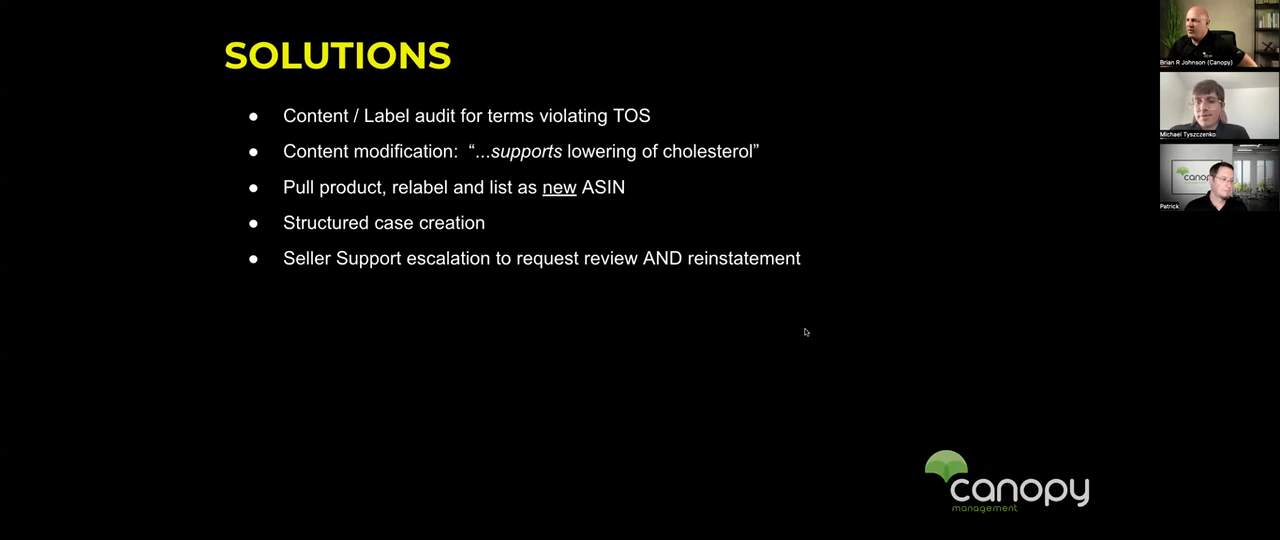 SOLUTIONS
● Content / Label audit for terms violating TOS
● Content modification: “...supports lowering of cholesterol”
● Pull product, relabel and list as new ASIN
● Structured case creation
● Seller Support escalation to request review AND reinstatement
Brian R Johnson (Canopy)
Michael Tyszczenko
Patrick
canopy
management